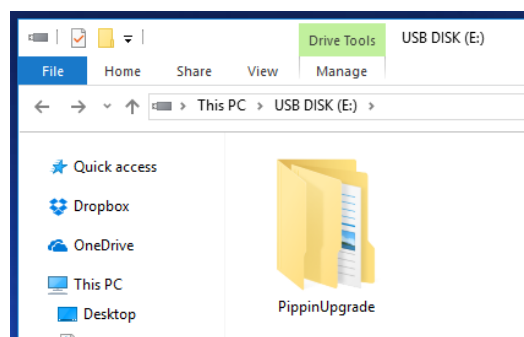 Drive Tools USB DISK (E:)
File Home Share View Manage
This PC > USB DISK (E:) >
Quick access
Dropbox
OneDrive
This PC
Desktop
PippinUpgrade